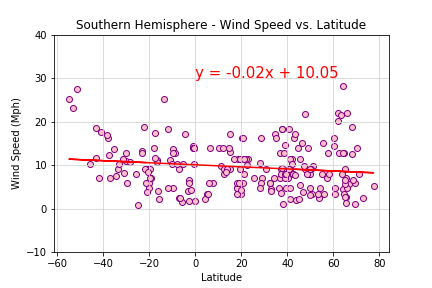 Southern Hemisphere - Wind Speed vs. Latitude
40
30
20
10
0
−10
Wind Speed (Mph)
y = -0.02x + 10.05
−60 −40 −20 0 20 40 60 80
Latitude